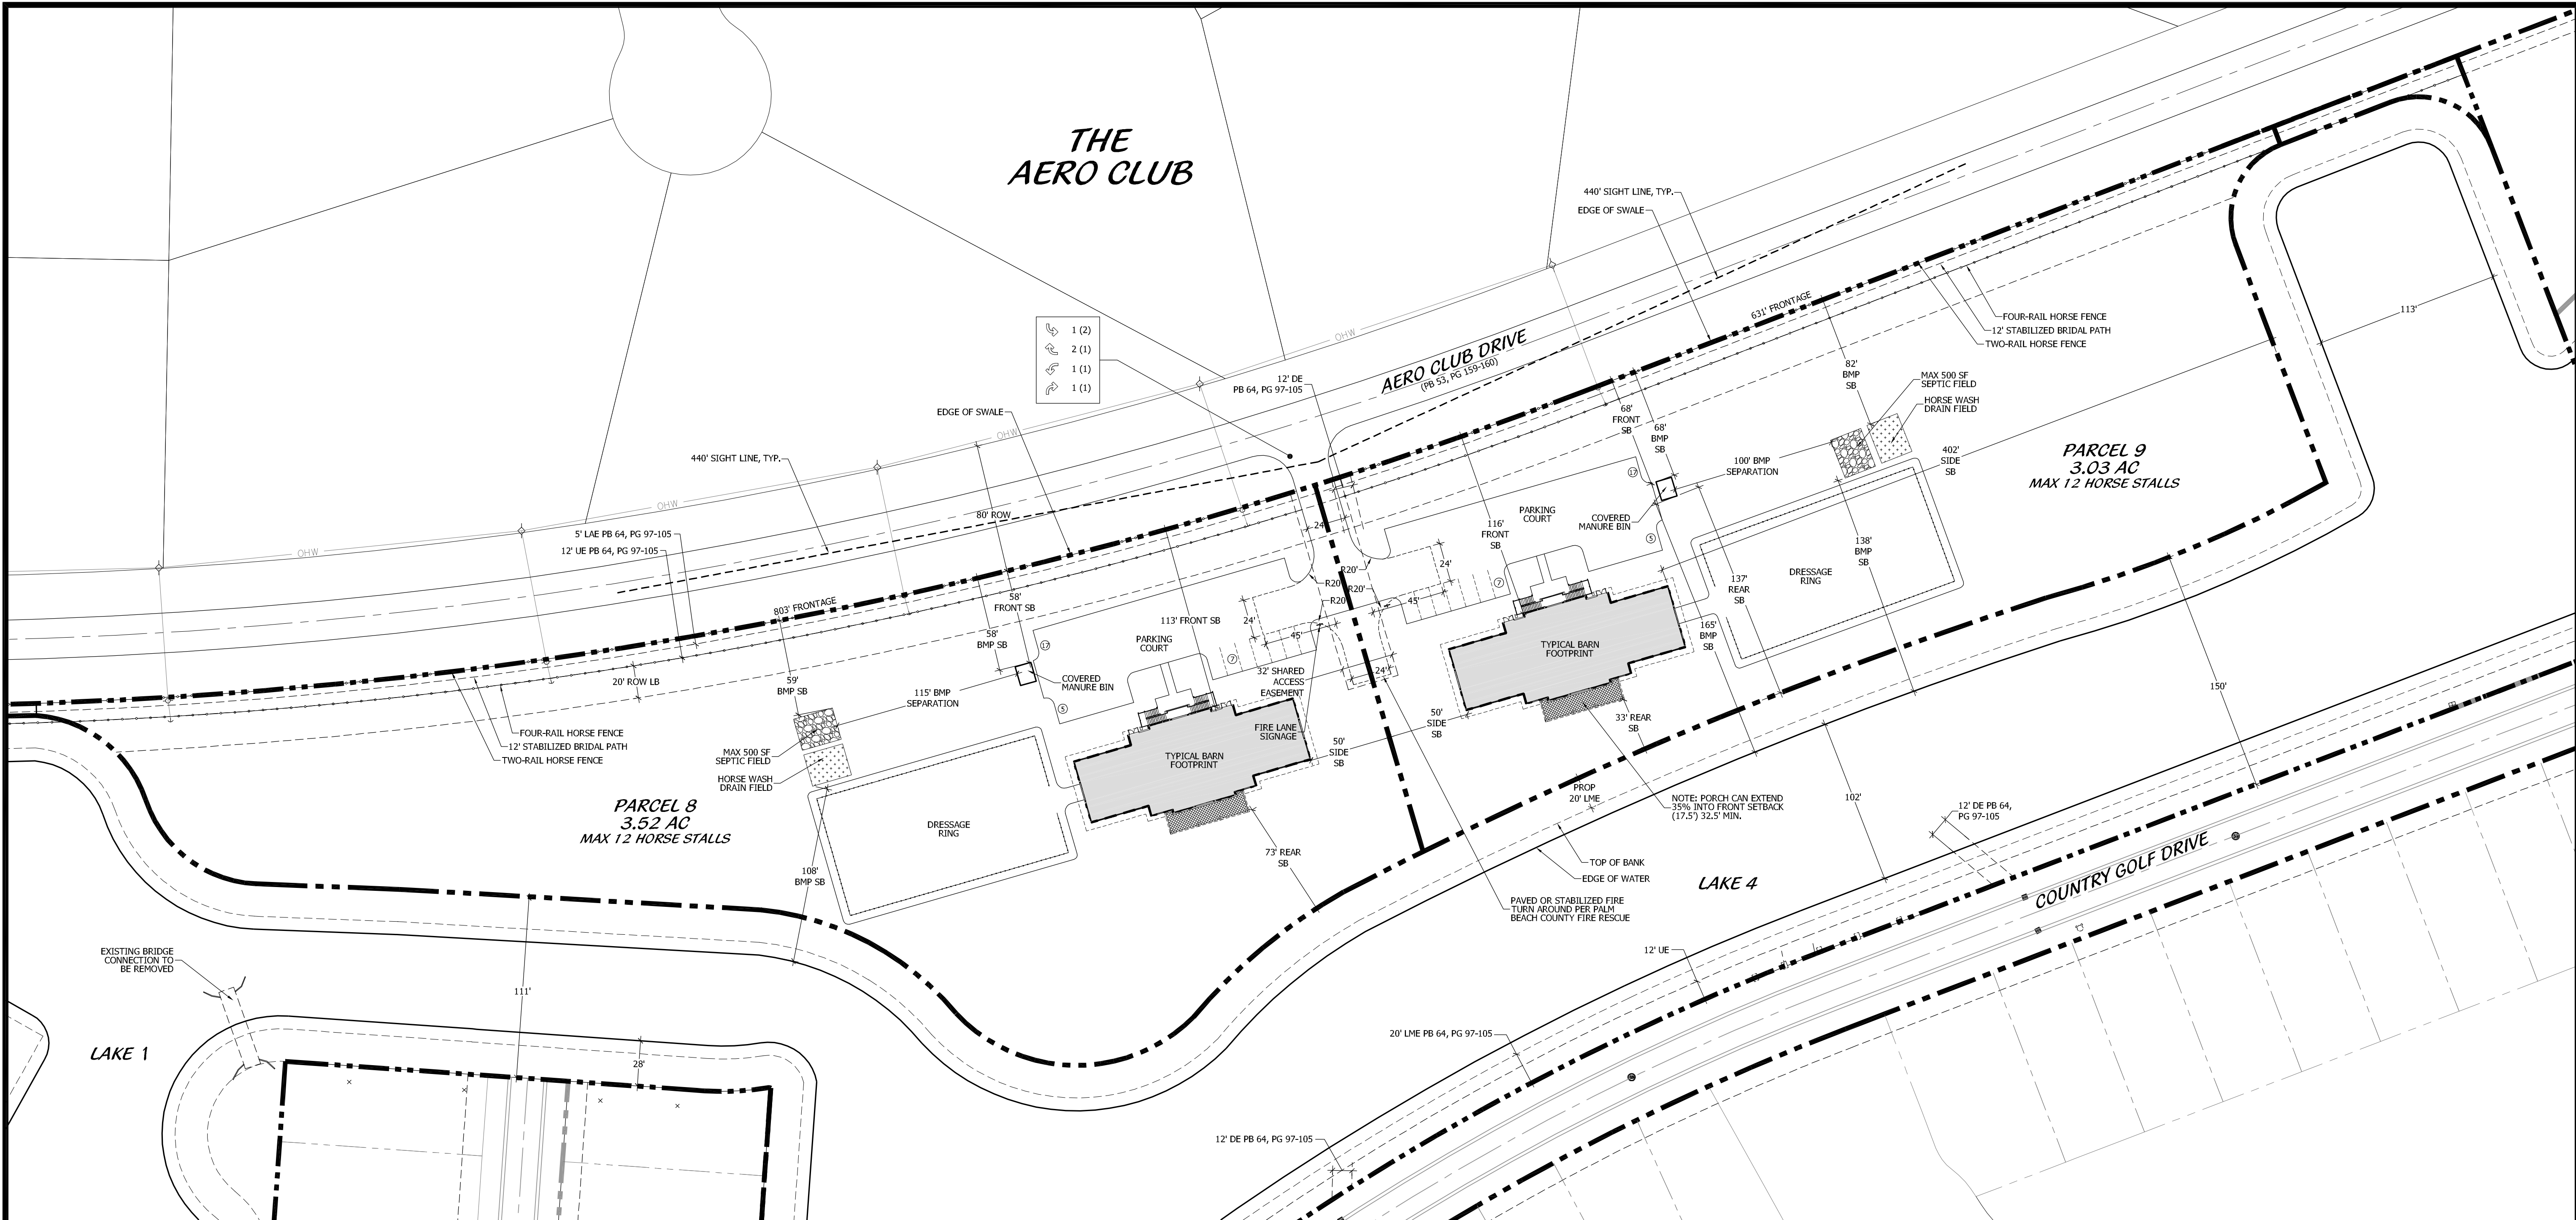 THE
AERO CLUB
440' SIGHT LINE, TYP.
EDGE OF SWALE
631' FRONTAGE
FOUR-RAIL HORSE FENCE
12' STABILIZED BRIDAL PATH
TWO-RAIL HORSE FENCE
113'
1 (2)
2 (1)
1 (1)
1 (1)
OHW
OHW
OHW
OHW
AERO CLUB DRIVE
(PB 53, PG 159-160)
12' DE
PB 64, PG 97-105
EDGE OF SWALE
440' SIGHT LINE, TYP.
80' ROW
5' LAE PB 64, PG 97-105
12' UE PB 64, PG 97-105
803' FRONTAGE
20' ROW LB
82'
BMP
SB
MAX 500 SF
SEPTIC FIELD
HORSE WASH
DRAIN FIELD
68'
FRONT
SB
68'
BMP
SB
100' BMP
SEPARATION
402'
SIDE
SB
PARCEL 9
3.03 AC
MAX 12 HORSE STALLS
17
PARKING
COURT
COVERED
MANURE BIN
116'
FRONT
SB
5
138'
BMP
SB
DRESSAGE
RING
137'
REAR
SB
24'
24'
R20'
R20'
R20'
R20'
45'
7
TYPICAL BARN
FOOTPRINT
165'
BMP
SB
58'
FRONT SB
58'
BMP SB
113' FRONT SB
17
PARKING
COURT
24'
45'
7
32' SHARED
ACCESS
EASEMENT
24'
COVERED
MANURE BIN
5
59'
BMP SB
115' BMP
SEPARATION
FIRE LANE
SIGNAGE
50'
SIDE
SB
50'
SIDE
SB
33' REAR
SB
150'
FOUR-RAIL HORSE FENCE
12' STABILIZED BRIDAL PATH
TWO-RAIL HORSE FENCE
MAX 500 SF
SEPTIC FIELD
HORSE WASH
DRAIN FIELD
TYPICAL BARN
FOOTPRINT
PARCEL 8
3.52 AC
MAX 12 HORSE STALLS
DRESSAGE
RING
PROP
20' LME
NOTE: PORCH CAN EXTEND
35% INTO FRONT SETBACK
(17.5') 32.5' MIN.
102'
12' DE PB 64,
PG 97-105
73' REAR
SB
108'
BMP SB
TOP OF BANK
EDGE OF WATER
LAKE 4
COUNTRY GOLF DRIVE
PAVED OR STABILIZED FIRE
TURN AROUND PER PALM
BEACH COUNTY FIRE RESCUE
12' UE
EXISTING BRIDGE
CONNECTION TO
BE REMOVED
111'
LAKE 1
28'
20' LME PB 64, PG 97-105
12' DE PB 64, PG 97-105